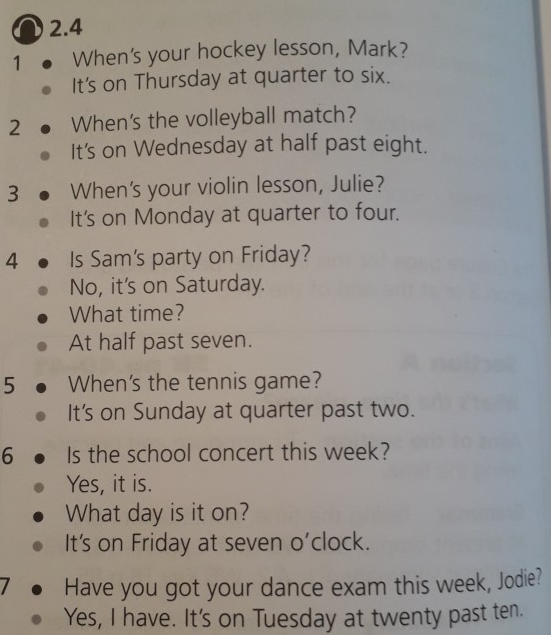 2.4
1 • When's your hockey lesson, Mark?
• It's on Thursday at quarter to six.
2 • When's the volleyball match?
• It's on Wednesday at half past eight.
3 • When's your violin lesson, Julie?
• It's on Monday at quarter to four.
4 • Is Sam's party on Friday?
• No, it's on Saturday.
• What time?
• At half past seven.
5 • When's the tennis game?
• It's on Sunday at quarter past two.
6 • Is the school concert this week?
• Yes, it is.
• What day is it on?
• It's on Friday at seven o'clock.
7 • Have you got your dance exam this week, Jodie?
• Yes, I have. It's on Tuesday at twenty past ten.